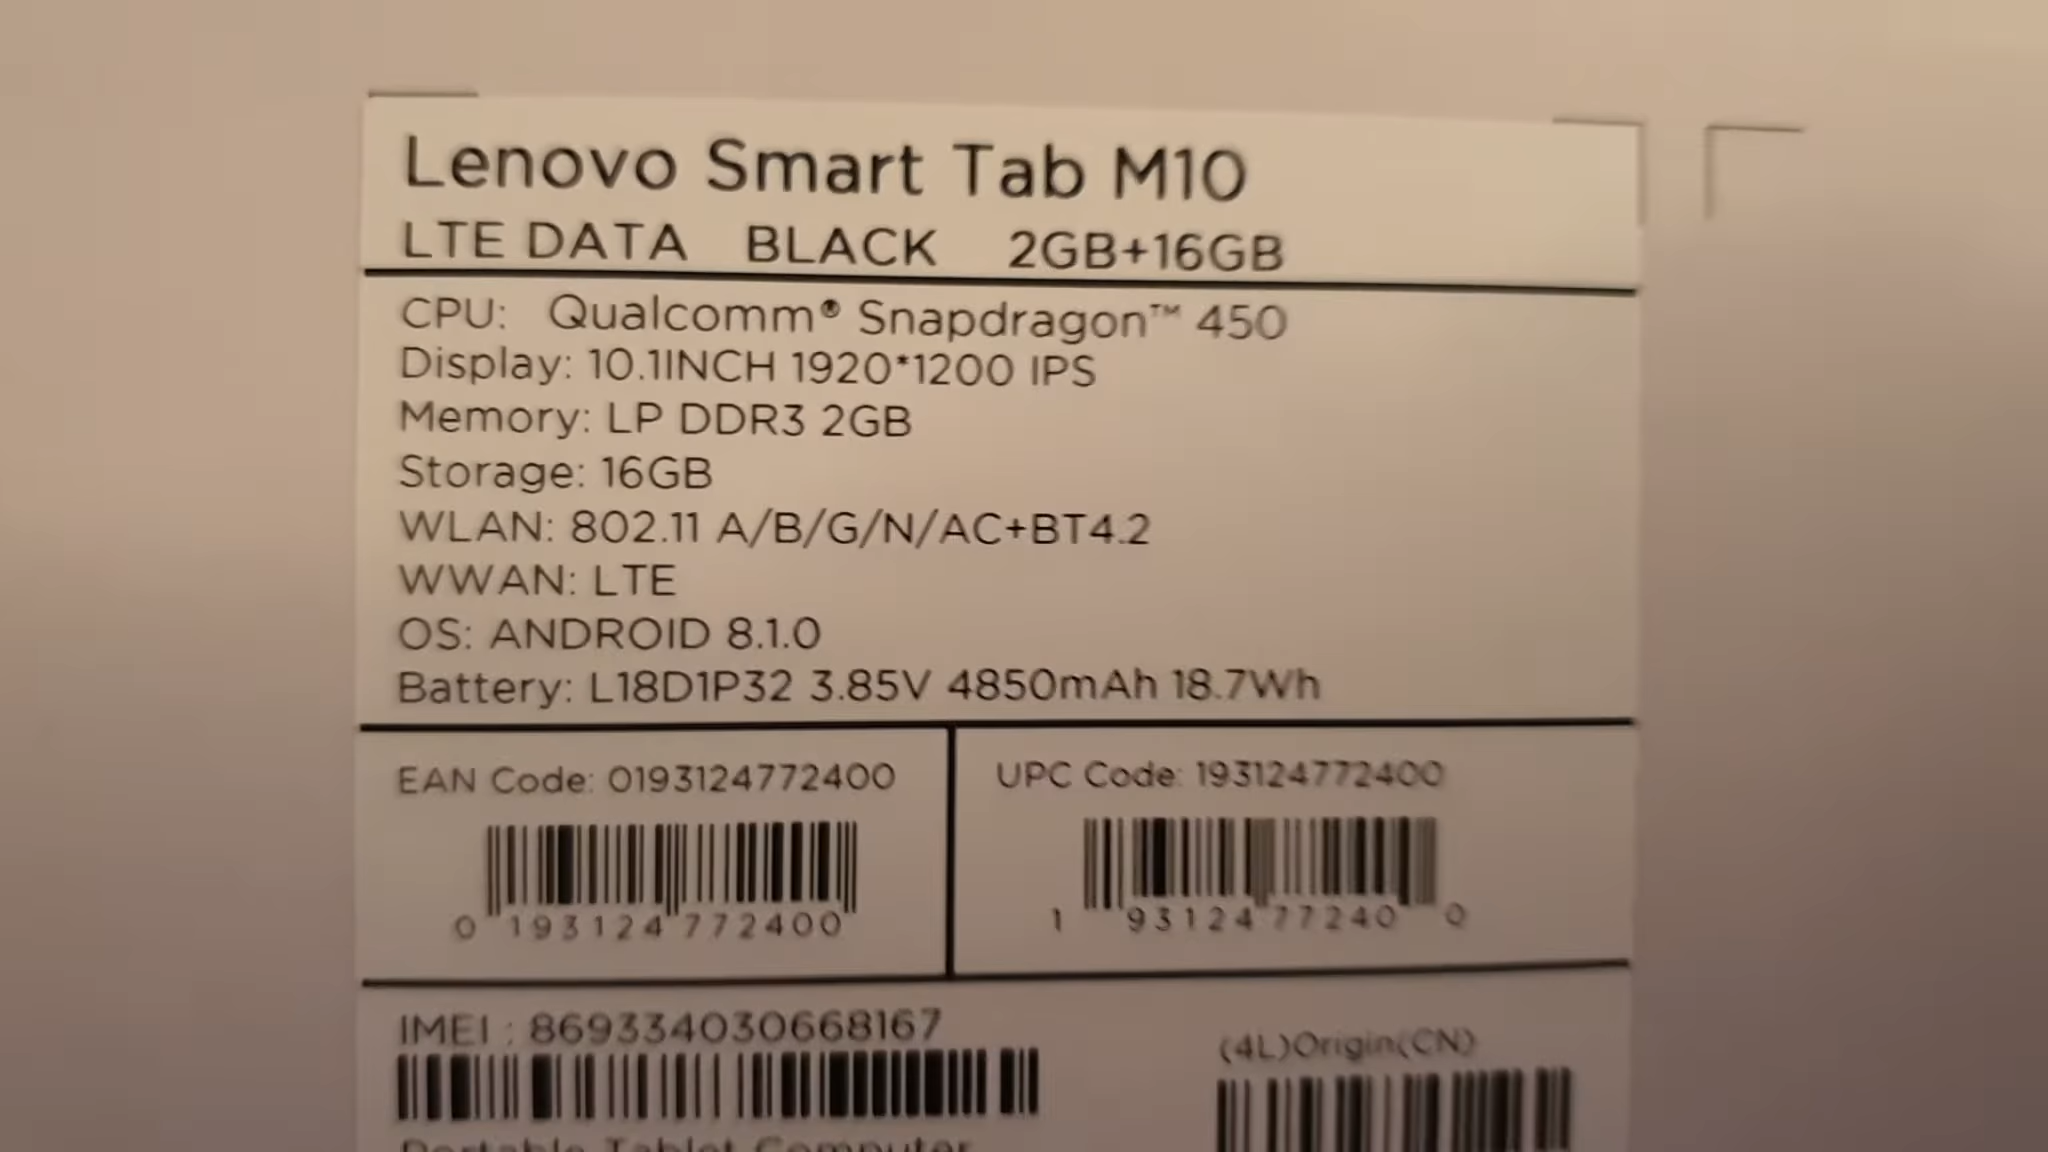 Lenovo Smart Tab M10
LTE DATA BLACK 2GB+16GB
CPU: Qualcomm® Snapdragon™ 450
Display: 10.1INCH 1920*1200 IPS
Memory: LP DDR3 2GB
Storage: 16GB
WLAN: 802.11 A/B/G/N/AC+BT4.2
WWAN: LTE
OS: ANDROID 8.1.0
Battery: L18D1P32 3.85V 4850mAh 18.7Wh
EAN Code: 0193124772400
0 193124 772400
UPC Code: 193124772400
1 93124 77240 0
IMEI : 869334030668167
(4L)Origin(CN)
Portable Tablet Computer